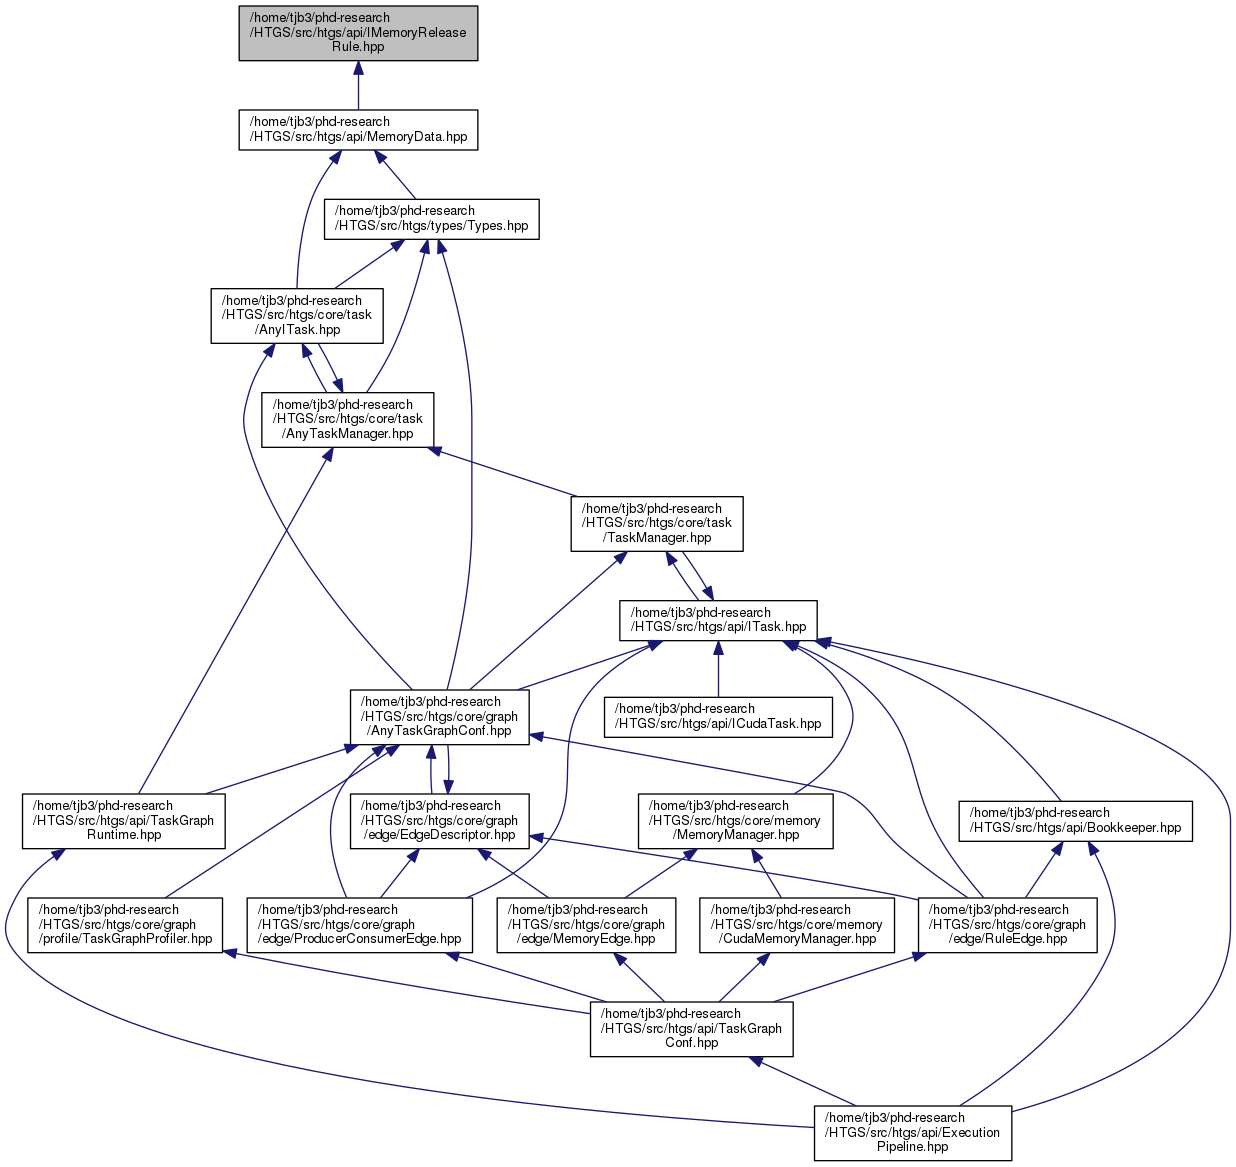 /home/tjb3/phd-research
/HTGS/src/htgs/api/IMemoryRelease
Rule.hpp
/home/tjb3/phd-research
/HTGS/src/htgs/api/MemoryData.hpp
/home/tjb3/phd-research
/HTGS/src/htgs/types/Types.hpp
/home/tjb3/phd-research
/HTGS/src/htgs/core/task
/AnyITask.hpp
/home/tjb3/phd-research
/HTGS/src/htgs/core/task
/AnyTaskManager.hpp
/home/tjb3/phd-research
/HTGS/src/htgs/core/task
/TaskManager.hpp
/home/tjb3/phd-research
/HTGS/src/htgs/api/ITask.hpp
/home/tjb3/phd-research
/HTGS/src/htgs/core/graph
/AnyTaskGraphConf.hpp
/home/tjb3/phd-research
/HTGS/src/htgs/api/ICudaTask.hpp
/home/tjb3/phd-research
/HTGS/src/htgs/api/TaskGraph
Runtime.hpp
/home/tjb3/phd-research
/HTGS/src/htgs/core/graph
/edge/EdgeDescriptor.hpp
/home/tjb3/phd-research
/HTGS/src/htgs/core/memory
/MemoryManager.hpp
/home/tjb3/phd-research
/HTGS/src/htgs/api/Bookkeeper.hpp
/home/tjb3/phd-research
/HTGS/src/htgs/core/graph
/profile/TaskGraphProfiler.hpp
/home/tjb3/phd-research
/HTGS/src/htgs/core/graph
/edge/ProducerConsumerEdge.hpp
/home/tjb3/phd-research
/HTGS/src/htgs/core/graph
/edge/MemoryEdge.hpp
/home/tjb3/phd-research
/HTGS/src/htgs/core/memory
/CudaMemoryManager.hpp
/home/tjb3/phd-research
/HTGS/src/htgs/core/graph
/edge/RuleEdge.hpp
/home/tjb3/phd-research
/HTGS/src/htgs/api/TaskGraph
Conf.hpp
/home/tjb3/phd-research
/HTGS/src/htgs/api/Execution
Pipeline.hpp